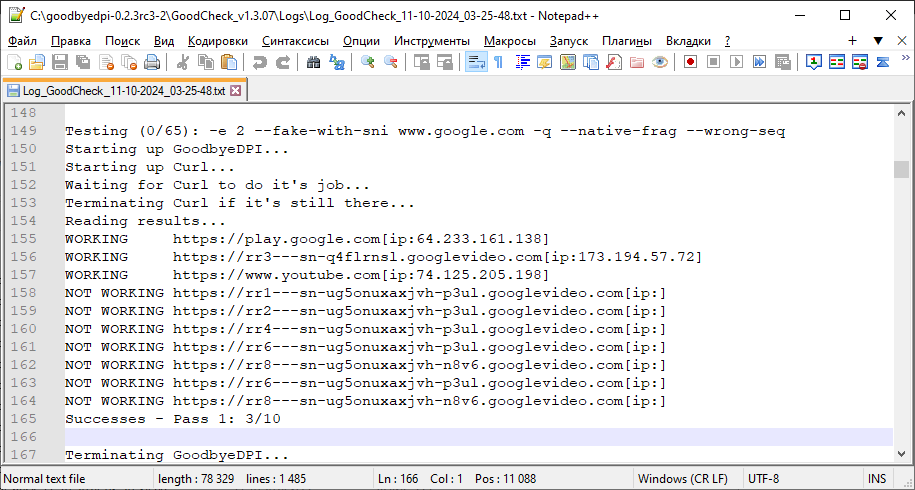 C:\goodbyedpi-0.2.3rc3-2\GoodCheck_v1.3.07\Logs\Log_GoodCheck_11-10-2024_03-25-48.txt - Notepad++
Файл Правка Поиск Вид Кодировки Синтаксисы Опции Инструменты Макросы Запуск Плагины Вкладки ? + ▼ X
Log_GoodCheck_11-10-2024_03-25-48.txt
148
149 Testing (0/65): -e 2 --fake-with-sni www.google.com -q --native-frag --wrong-seq
150 Starting up GoodbyeDPI...
151 Starting up Curl...
152 Waiting for Curl to do it's job...
153 Terminating Curl if it's still there...
154 Reading results...
155 WORKING https://play.google.com[ip:64.233.161.138]
156 WORKING https://rr3---sn-q4flrnsl.googlevideo.com[ip:173.194.57.72]
157 WORKING https://www.youtube.com[ip:74.125.205.198]
158 NOT WORKING https://rr1---sn-ug5onuxaxjvh-p3ul.googlevideo.com[ip:]
159 NOT WORKING https://rr2---sn-ug5onuxaxjvh-p3ul.googlevideo.com[ip:]
160 NOT WORKING https://rr4---sn-ug5onuxaxjvh-p3ul.googlevideo.com[ip:]
161 NOT WORKING https://rr6---sn-ug5onuxaxjvh-p3ul.googlevideo.com[ip:]
162 NOT WORKING https://rr8---sn-ug5onuxaxjvh-n8v6.googlevideo.com[ip:]
163 NOT WORKING https://rr6---sn-ug5onuxaxjvh-p3ul.googlevideo.com[ip:]
164 NOT WORKING https://rr8---sn-ug5onuxaxjvh-n8v6.googlevideo.com[ip:]
165 Successes - Pass 1: 3/10
166
167 Terminating GoodbyeDPI...
Normal text file length : 78 329 lines : 1 485 Ln : 166 Col : 1 Pos : 11 088 Windows (CR LF) UTF-8 INS